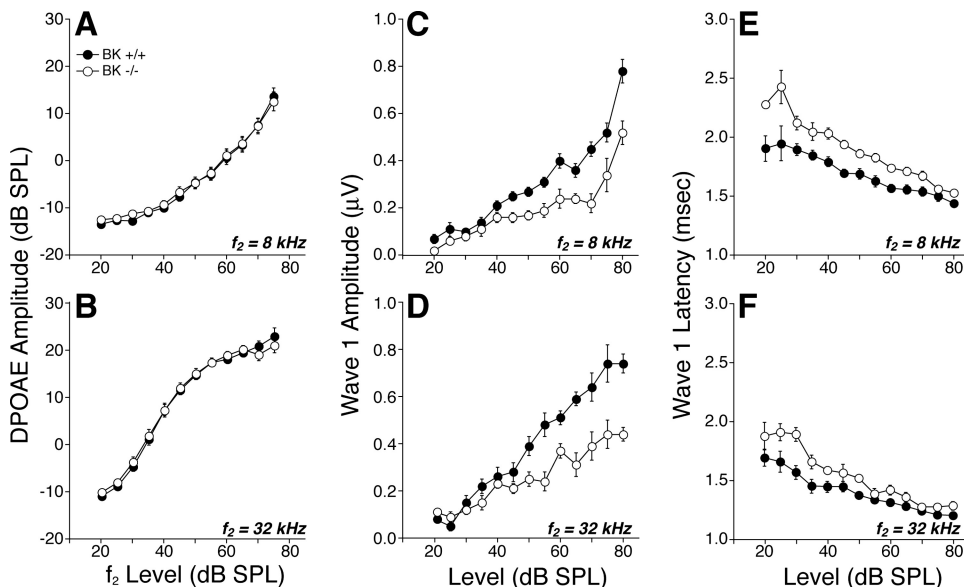 A
BK +/+
BK -/-
30
20
10
0
-10
-20
20
40
60
80
f₂ = 8 kHz
B
30
20
10
0
-10
-20
20
40
60
80
f₂ = 32 kHz
DPOAE Amplitude (dB SPL)
f₂ Level (dB SPL)
C
1.0
0.8
0.6
0.4
0.2
0.0
20
40
60
80
f₂ = 8 kHz
D
1.0
0.8
0.6
0.4
0.2
0.0
20
40
60
80
f₂ = 32 kHz
Wave 1 Amplitude (μV)
Level (dB SPL)
E
3.0
2.5
2.0
1.5
1.0
20
40
60
80
f₂ = 8 kHz
F
3.0
2.5
2.0
1.5
1.0
20
40
60
80
f₂ = 32 kHz
Wave 1 Latency (msec)
Level (dB SPL)